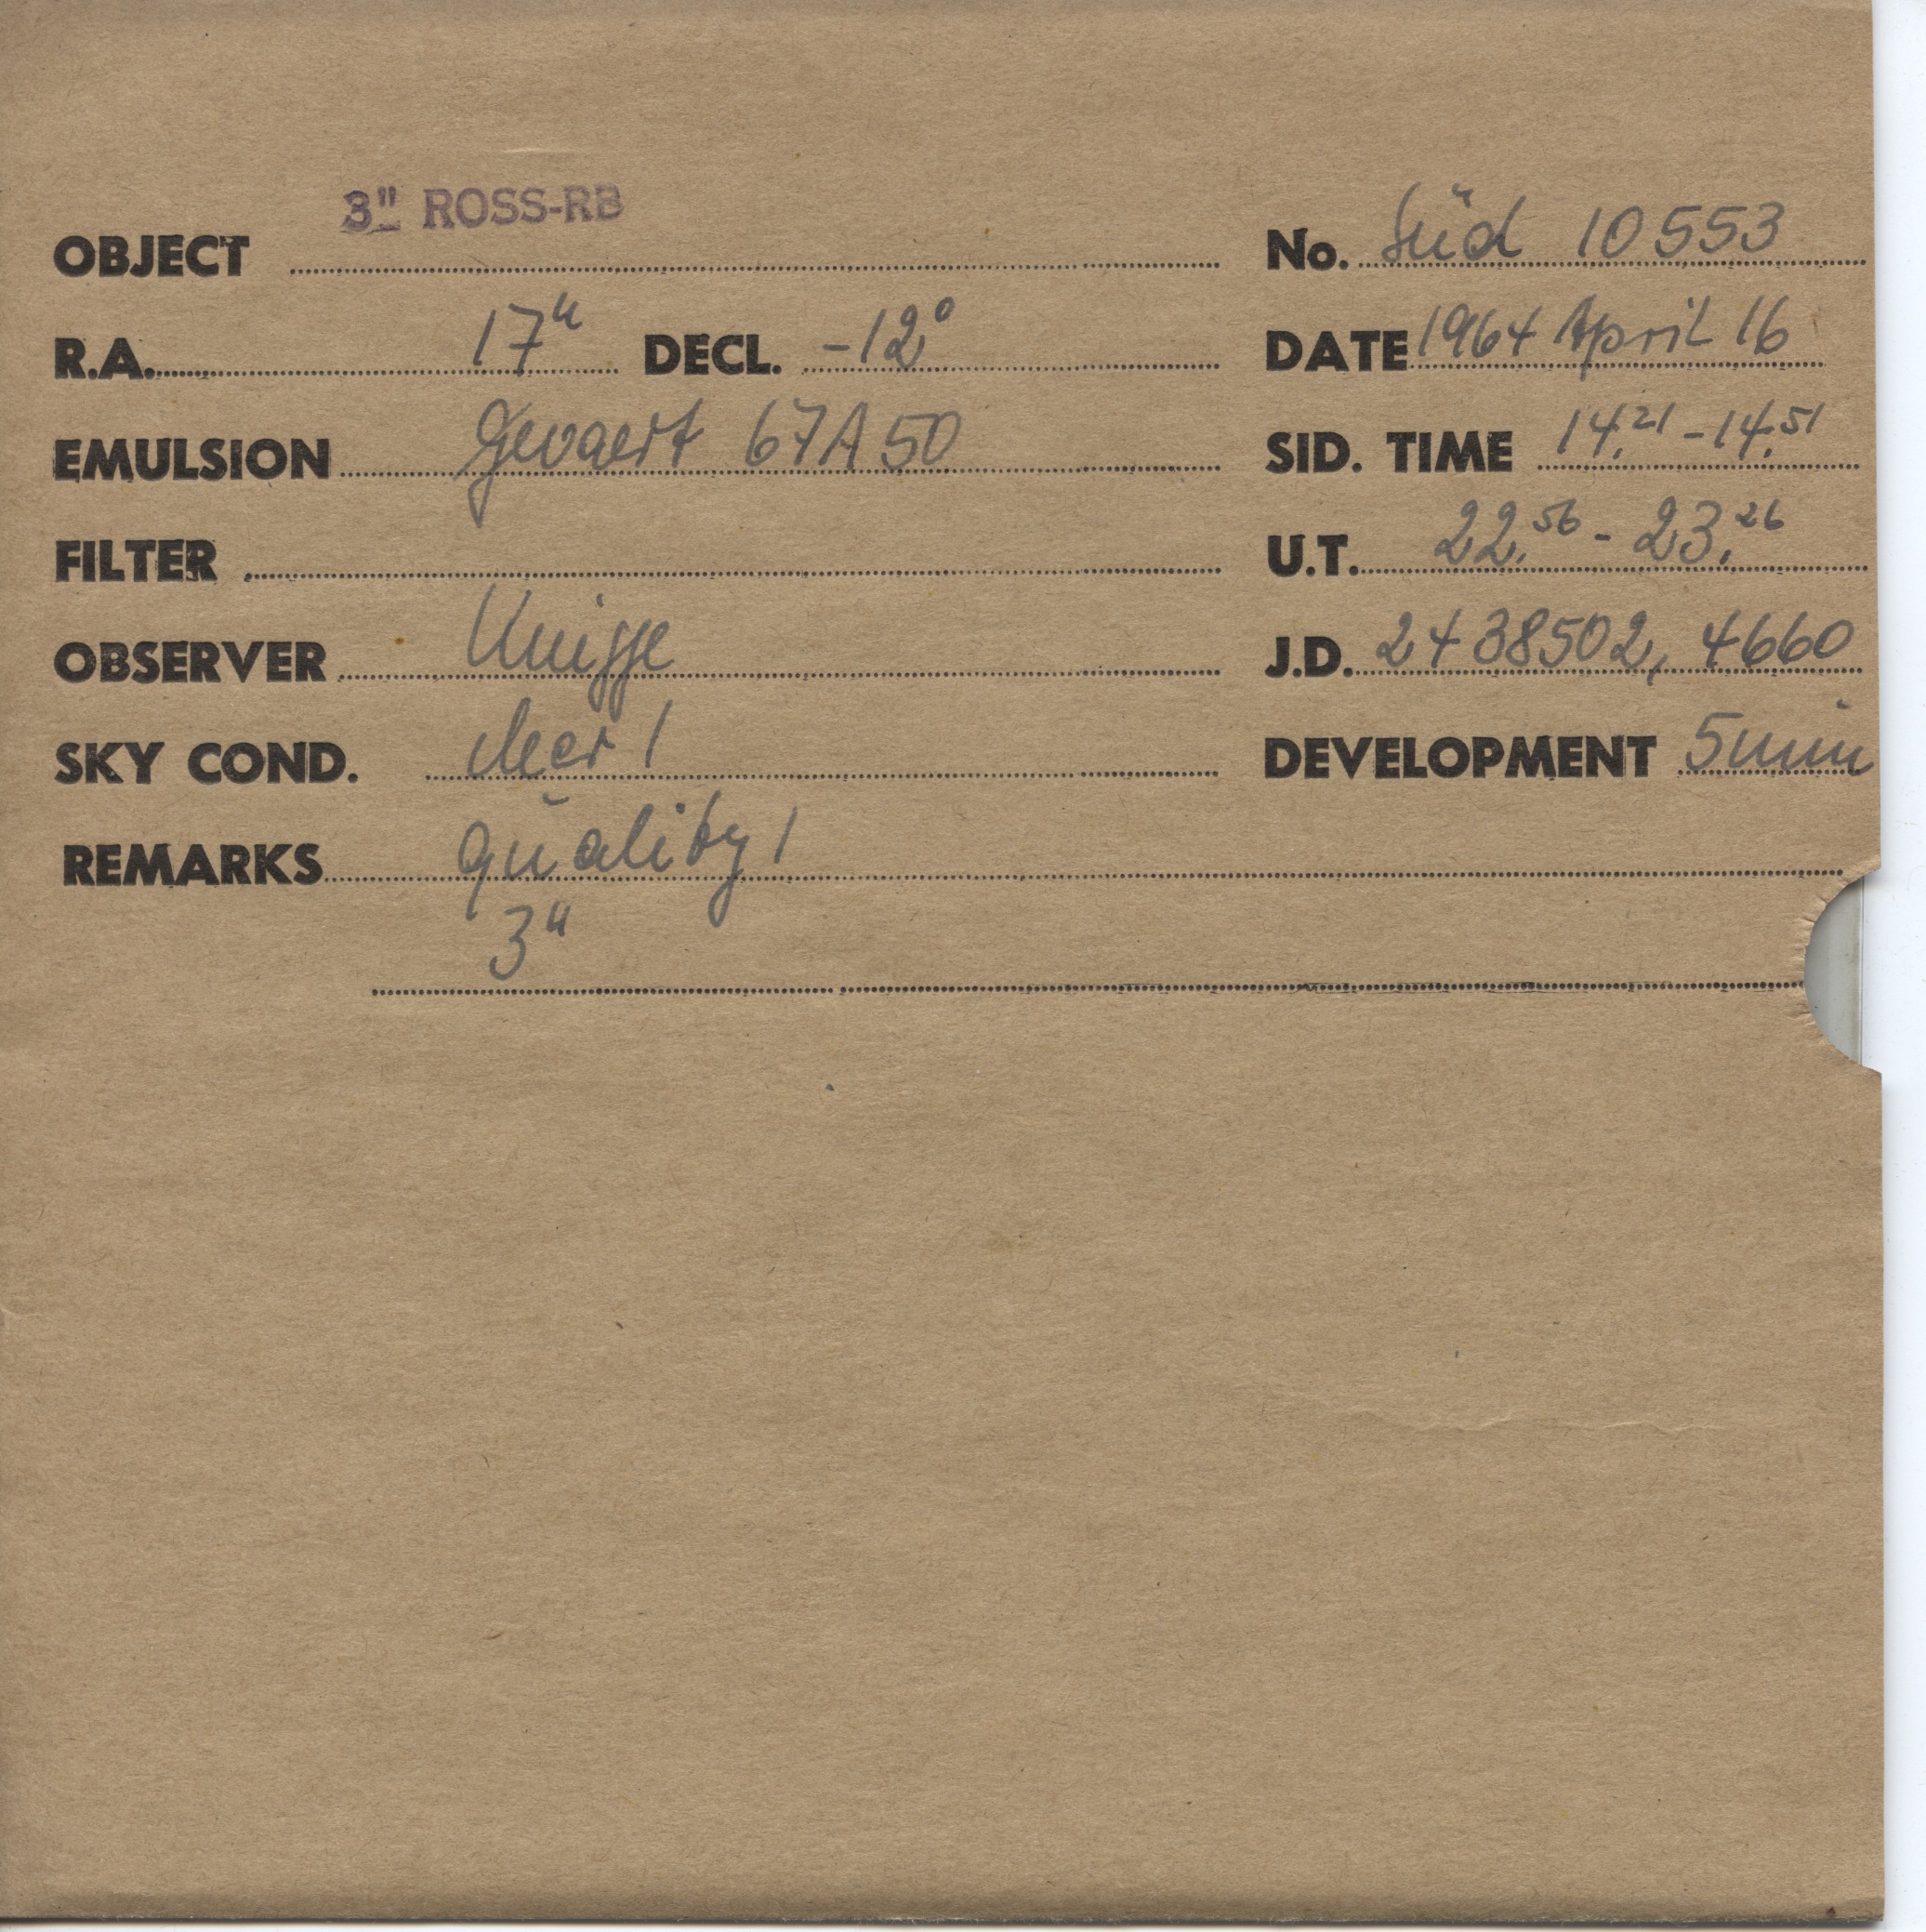 3" ROSS-RB
OBJECT No. Süd 10553
R.A. 17h DECL. -12° DATE 1964 April 16
EMULSION Gevaert 67A50 SID. TIME 14.21 - 14.51
FILTER U.T. 22.56 - 23.26
OBSERVER Knigge J.D. 2438502, 4660
SKY COND. clear 1 DEVELOPMENT 5 min
REMARKS quality 1
3"